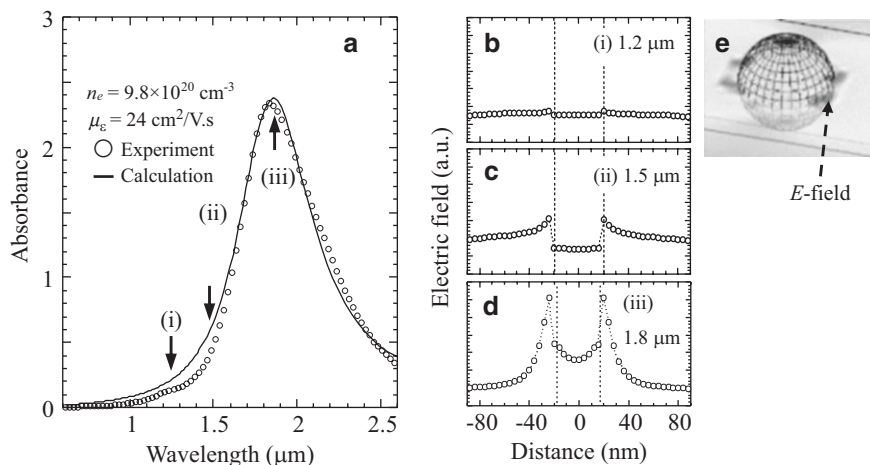 a
n_e = 9.8×10^20 cm^-3
μ_ε = 24 cm^2/V.s
Experiment
Calculation
(i)
(ii)
(iii)
Absorbance
3
2
1
0
1
1.5
2
2.5
Wavelength (μm)
b
(i) 1.2 μm
c
(ii) 1.5 μm
d
(iii)
1.8 μm
Electric field (a.u.)
-80
-40
0
40
80
Distance (nm)
e
E-field